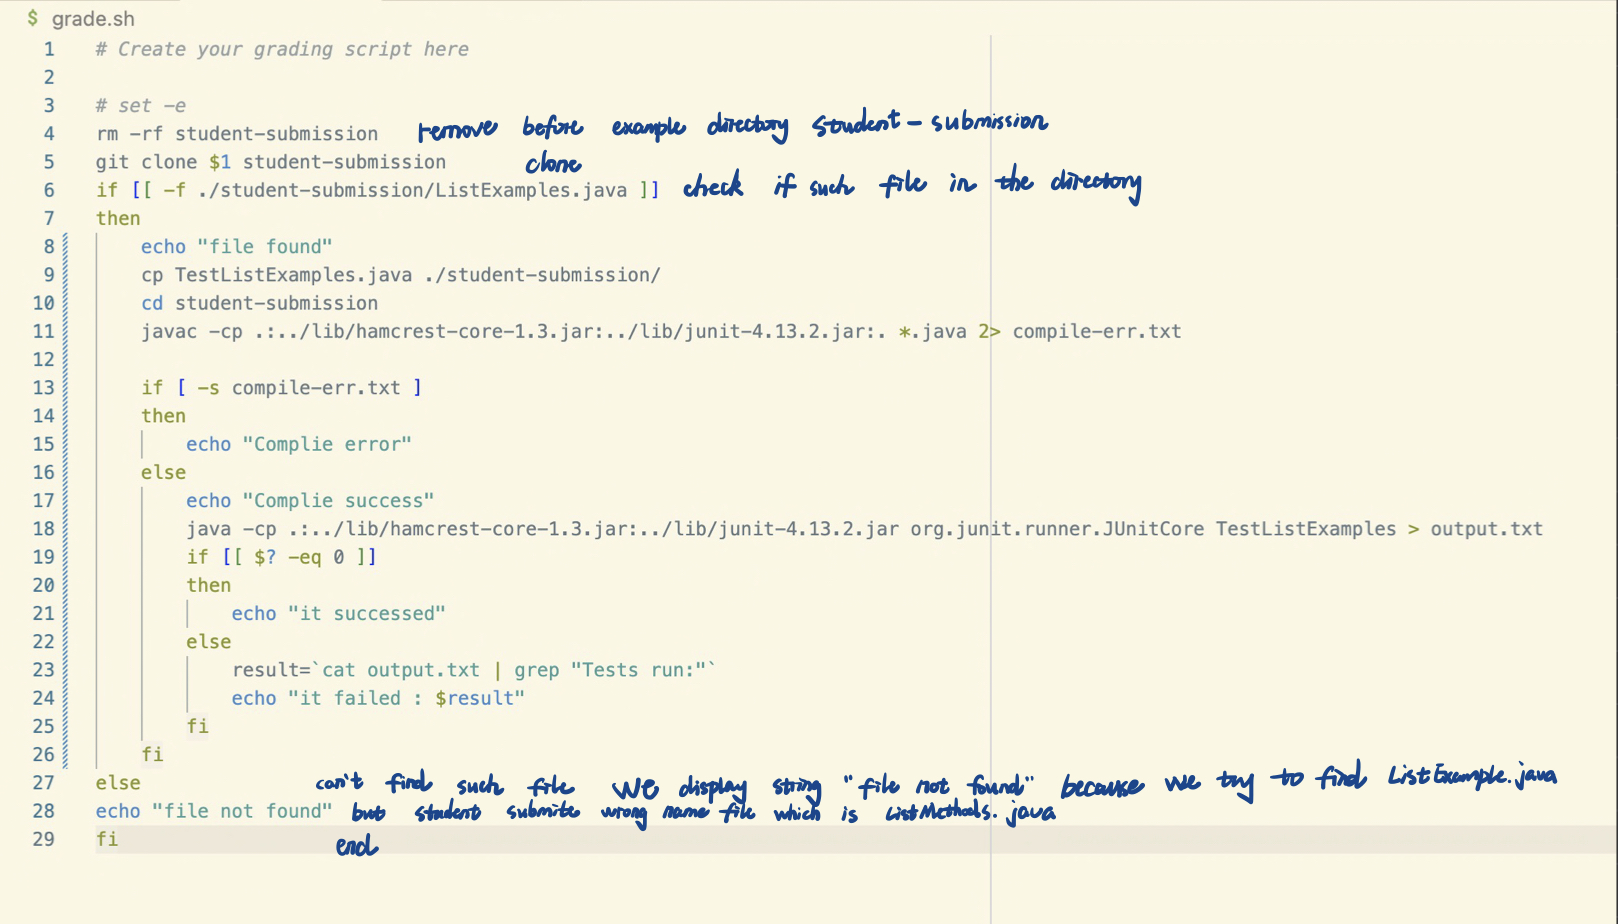 $ grade.sh
1 # Create your grading script here
2
3 # set -e
4 rm -rf student-submission remove before example directory student-submission
5 git clone $1 student-submission clone
6 if [[ -f ./student-submission/ListExamples.java ]] check if such file in the directory
7 then
8 echo "file found"
9 cp TestListExamples.java ./student-submission/
10 cd student-submission
11 javac -cp .:../lib/hamcrest-core-1.3.jar:../lib/junit-4.13.2.jar:. *.java 2> compile-err.txt
12
13 if [ -s compile-err.txt ]
14 then
15 echo "Complie error"
16 else
17 echo "Complie success"
18 java -cp .:../lib/hamcrest-core-1.3.jar:../lib/junit-4.13.2.jar org.junit.runner.JUnitCore TestListExamples > output.txt
19 if [[ $? -eq 0 ]]
20 then
21 echo "it successed"
22 else
23 result=`cat output.txt | grep "Tests run:"`
24 echo "it failed : $result"
25 fi
26 fi
27 else can't find such file We display string "file not found" because we try to find ListExample.java
28 echo "file not found" but student submite wrong name file which is ListMethods.java
29 fi end